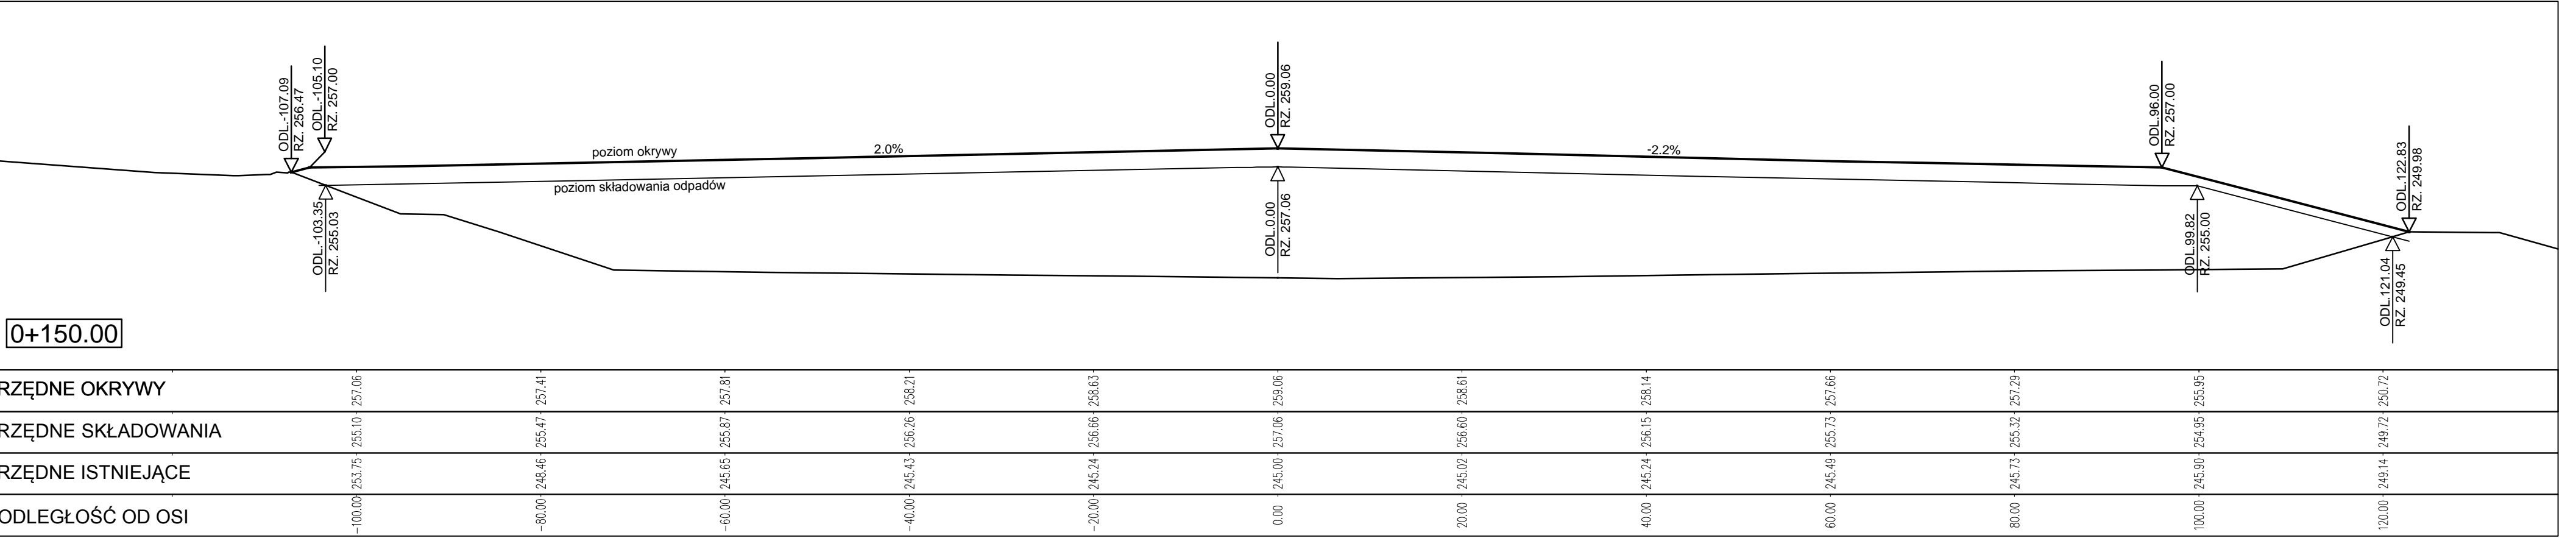 ODL.-107.09
RZ. 256.47
ODL.-105.10
RZ. 257.00
ODL.0.00
RZ. 259.06
ODL.96.00
RZ. 257.00
ODL.122.83
RZ. 249.98
poziom okrywy
2.0%
-2.2%
poziom składowania odpadów
ODL.-103.35
RZ. 255.03
ODL.0.00
RZ. 257.06
ODL.99.82
RZ. 255.00
ODL.121.04
RZ. 249.45
0+150.00
RZĘDNE OKRYWY 257.06 257.41 257.81 258.21 258.63 259.06 258.61 258.14 257.66 257.29 255.95 250.72
RZĘDNE SKŁADOWANIA 255.10 255.47 255.87 256.26 256.66 257.06 256.60 256.15 255.73 255.32 254.95 249.72
RZĘDNE ISTNIEJĄCE 253.75 248.46 245.65 245.43 245.24 245.00 245.02 245.24 245.49 245.73 245.90 249.14
ODLEGŁOŚĆ OD OSI -100.00 -80.00 -60.00 -40.00 -20.00 0.00 20.00 40.00 60.00 80.00 100.00 120.00